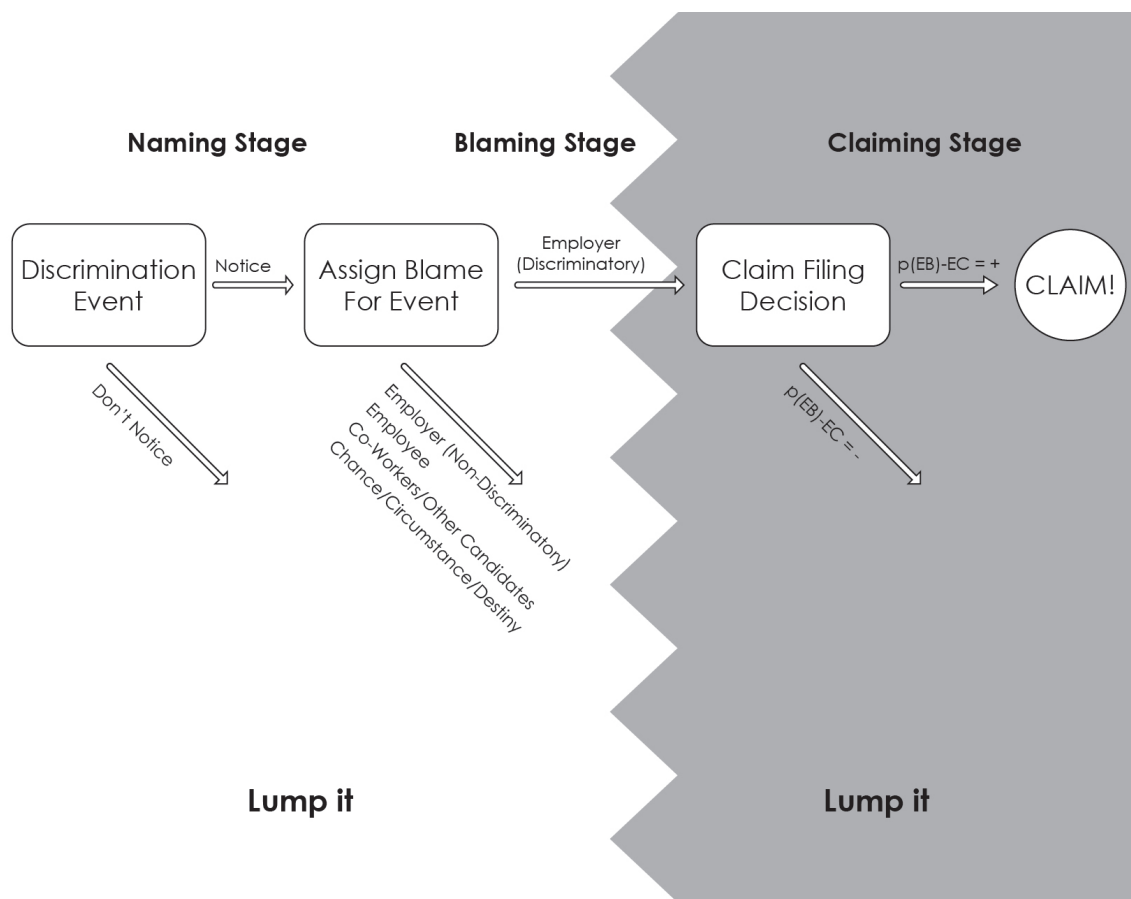 Naming Stage
Blaming Stage
Claiming Stage
Discrimination
Event
Notice
Assign Blame
For Event
Employer
(Discriminatory)
Claim Filing
Decision
p(EB)-EC = +
CLAIM!
Don't Notice
Employer (Non-Discriminatory)
Employee
Co-Workers/Other Candidates
Chance/Circumstance/Destiny
p(EB)-EC = -
Lump it
Lump it